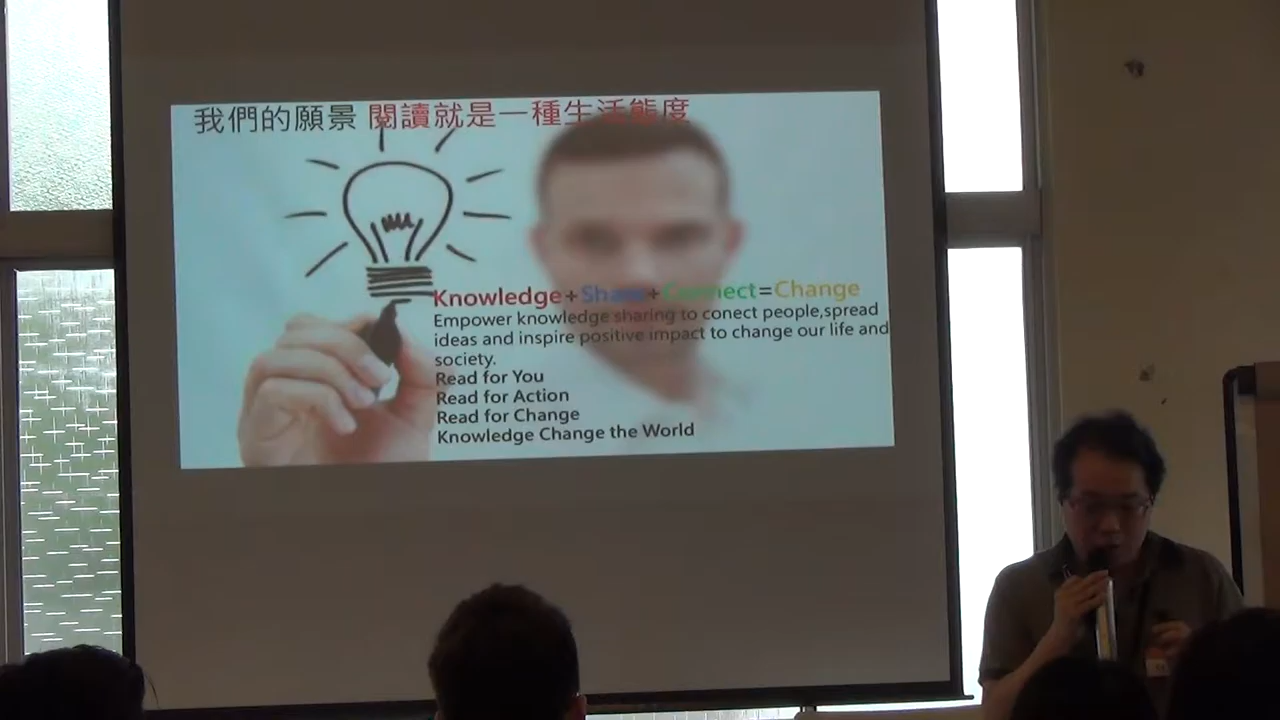 我們的願景 閱讀就是一種生活態度
Knowledge+Share+Connect=Change
Empower knowledge sharing to conect people,spread
ideas and inspire positive impact to change our life and
society.
Read for You
Read for Action
Read for Change
Knowledge Change the World